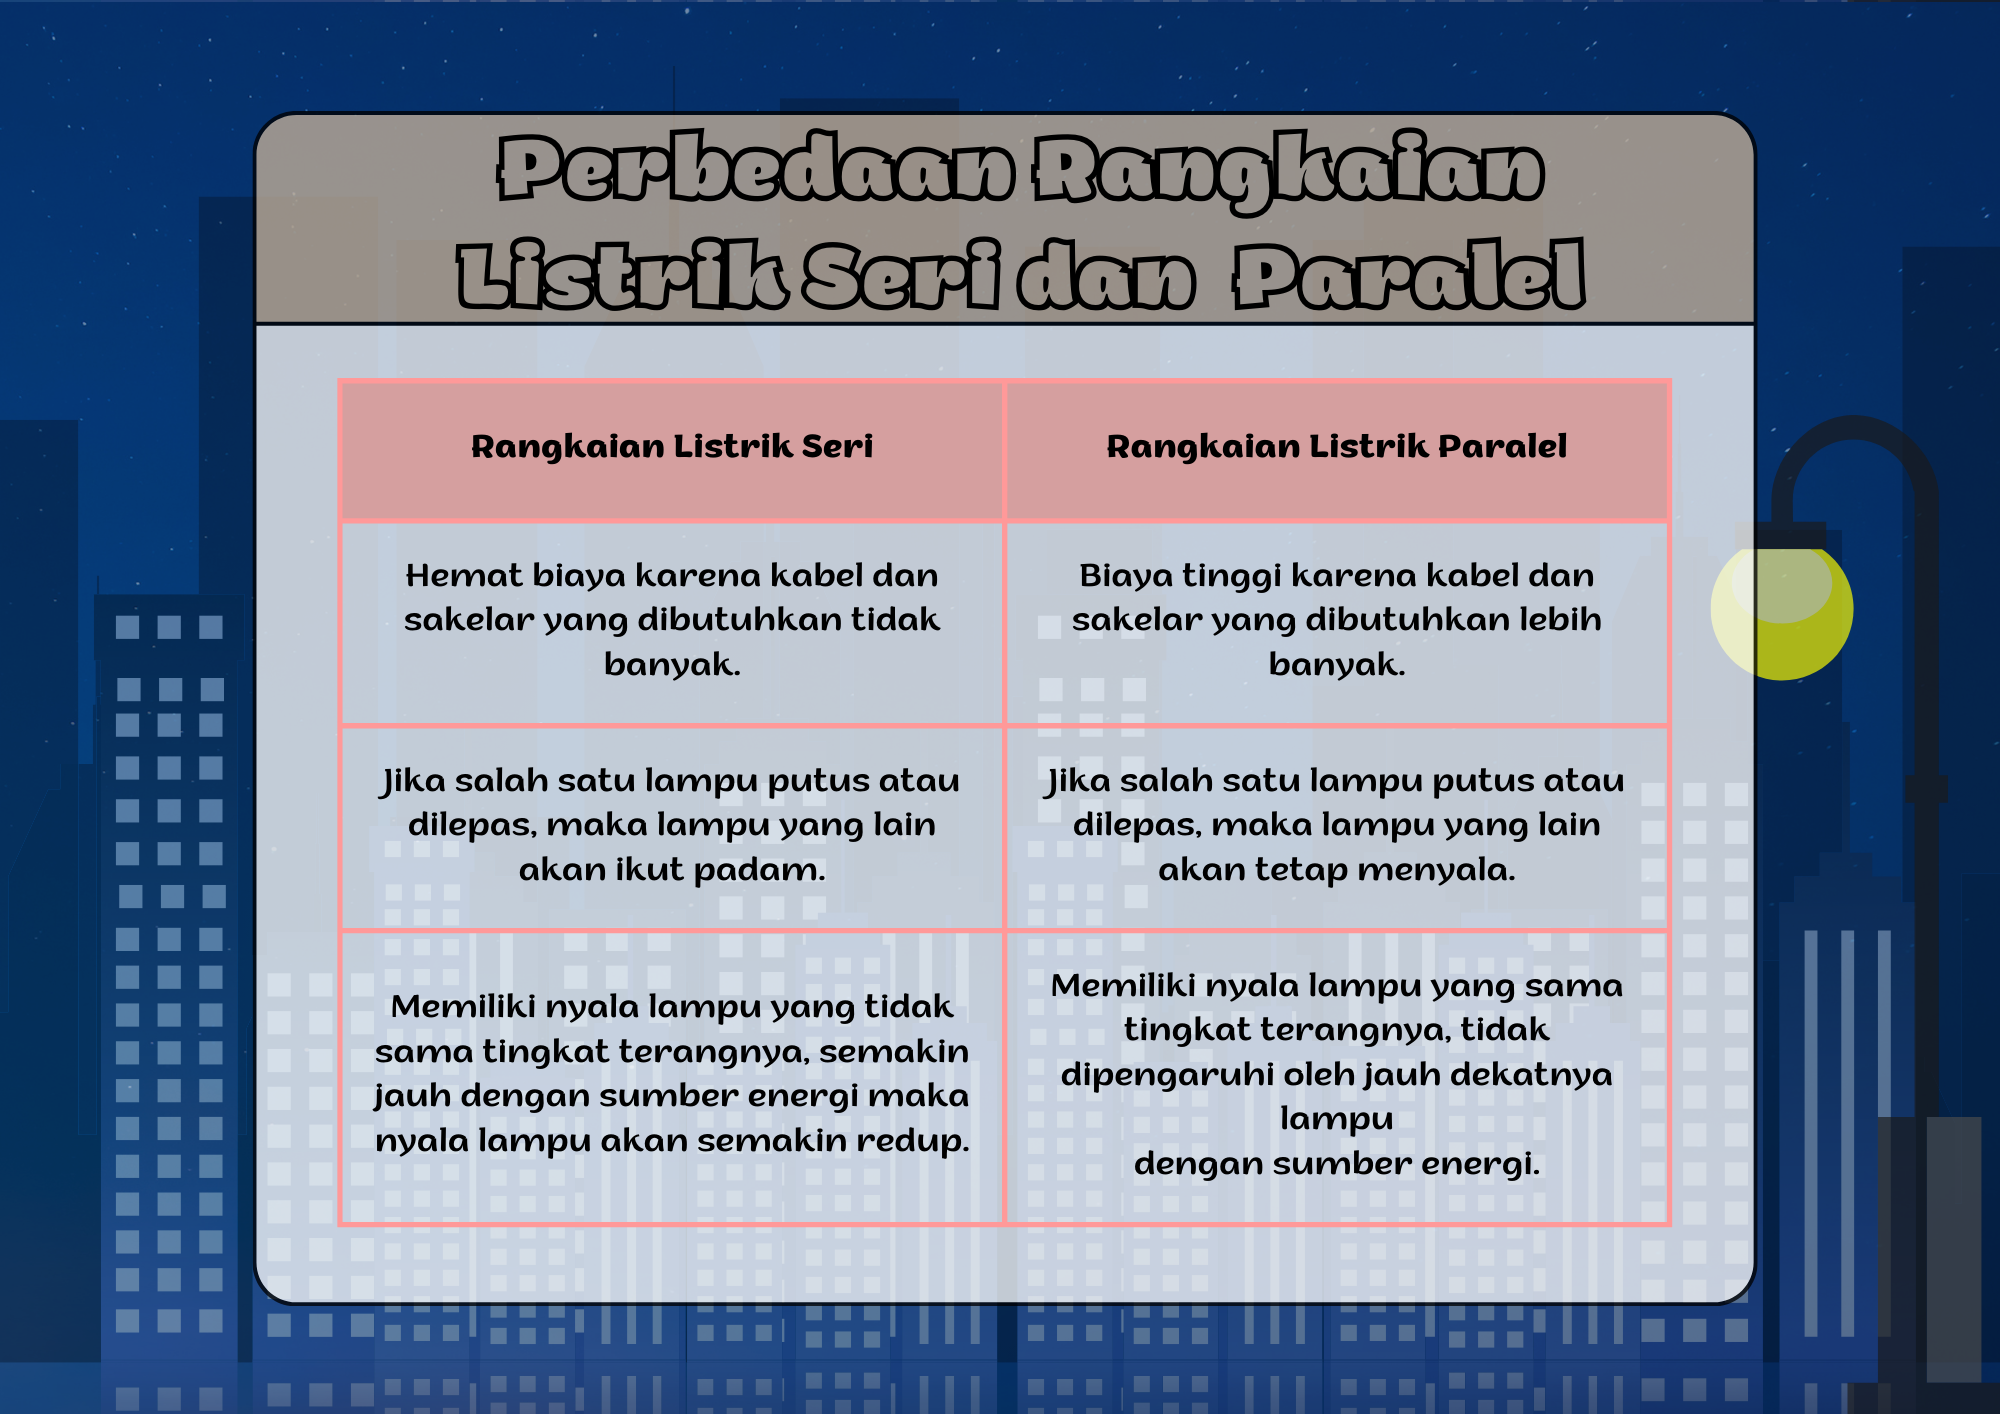 Perbedaan Rangkaian
Listrik Seri dan Paralel
Rangkaian Listrik Seri
Rangkaian Listrik Paralel
Hemat biaya karena kabel dan
sakelar yang dibutuhkan tidak
banyak.
Biaya tinggi karena kabel dan
sakelar yang dibutuhkan lebih
banyak.
Jika salah satu lampu putus atau
dilepas, maka lampu yang lain
akan ikut padam.
Jika salah satu lampu putus atau
dilepas, maka lampu yang lain
akan tetap menyala.
Memiliki nyala lampu yang tidak
sama tingkat terangnya, semakin
jauh dengan sumber energi maka
nyala lampu akan semakin redup.
Memiliki nyala lampu yang sama
tingkat terangnya, tidak
dipengaruhi oleh jauh dekatnya
lampu
dengan sumber energi.